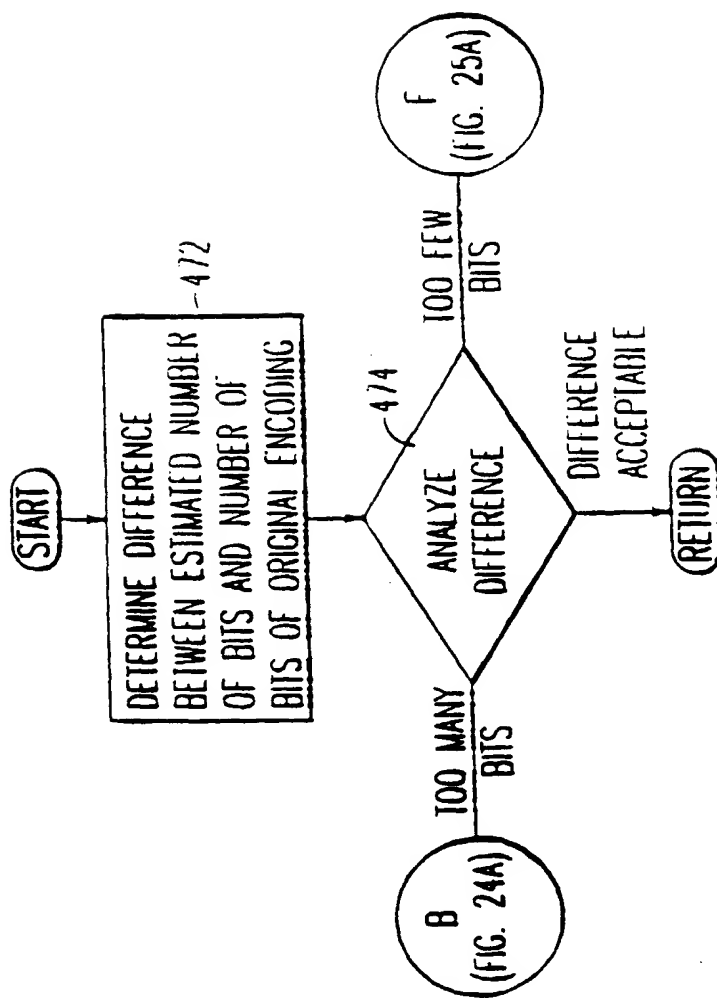 START
472
DETERMINE DIFFERENCE
BETWEEN ESTIMATED NUMBER
OF BITS AND NUMBER OF
BITS OF ORIGINAL ENCODING
474
ANALYZE
DIFFERENCE
TOO MANY
BITS
B
(FIG. 24A)
TOO FEW
BITS
F
(FIG. 25A)
DIFFERENCE
ACCEPTABLE
RETURN